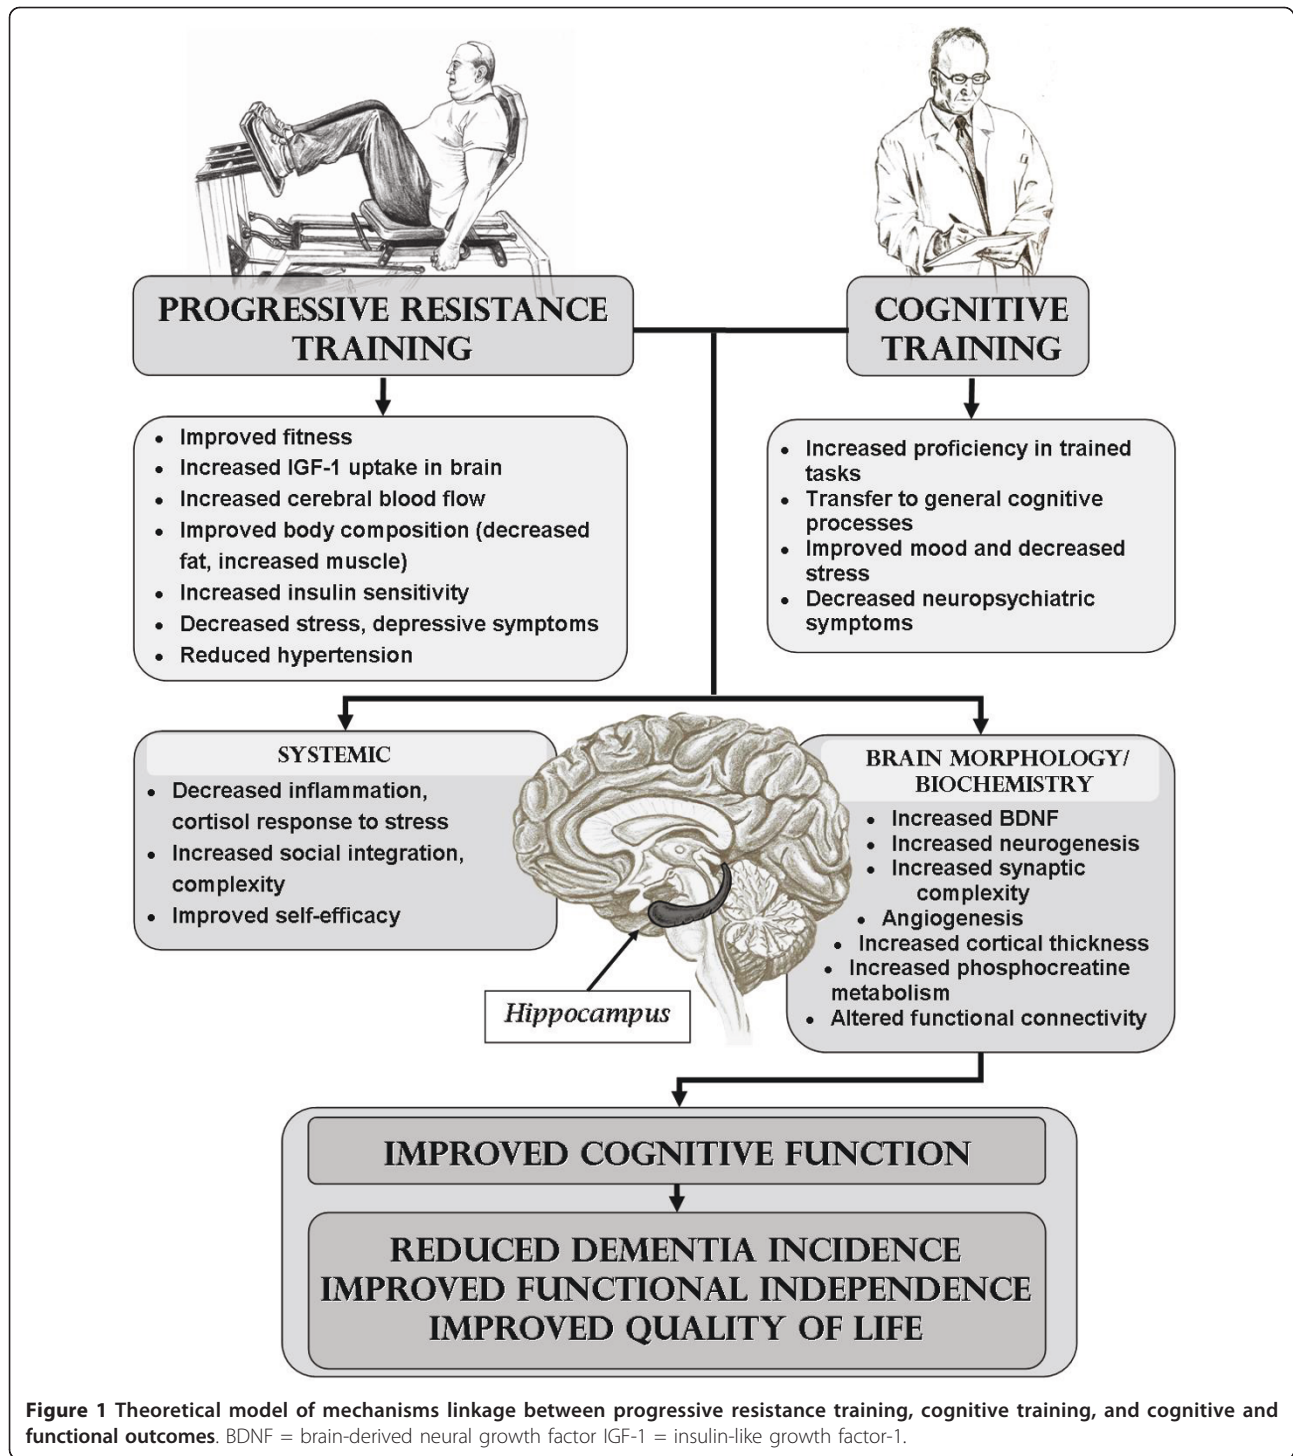 PROGRESSIVE RESISTANCE
TRAINING
COGNITIVE
TRAINING
• Improved fitness
• Increased IGF-1 uptake in brain
• Increased cerebral blood flow
• Improved body composition (decreased
fat, increased muscle)
• Increased insulin sensitivity
• Decreased stress, depressive symptoms
• Reduced hypertension
• Increased proficiency in trained
tasks
• Transfer to general cognitive
processes
• Improved mood and decreased
stress
• Decreased neuropsychiatric
symptoms
SYSTEMIC
• Decreased inflammation,
cortisol response to stress
• Increased social integration,
complexity
• Improved self-efficacy
BRAIN MORPHOLOGY/
BIOCHEMISTRY
• Increased BDNF
• Increased neurogenesis
• Increased synaptic
complexity
• Angiogenesis
• Increased cortical thickness
• Increased phosphocreatine
metabolism
• Altered functional connectivity
Hippocampus
IMPROVED COGNITIVE FUNCTION
REDUCED DEMENTIA INCIDENCE
IMPROVED FUNCTIONAL INDEPENDENCE
IMPROVED QUALITY OF LIFE
Figure 1 Theoretical model of mechanisms linkage between progressive resistance training, cognitive training, and cognitive and
functional outcomes. BDNF = brain-derived neural growth factor IGF-1 = insulin-like growth factor-1.